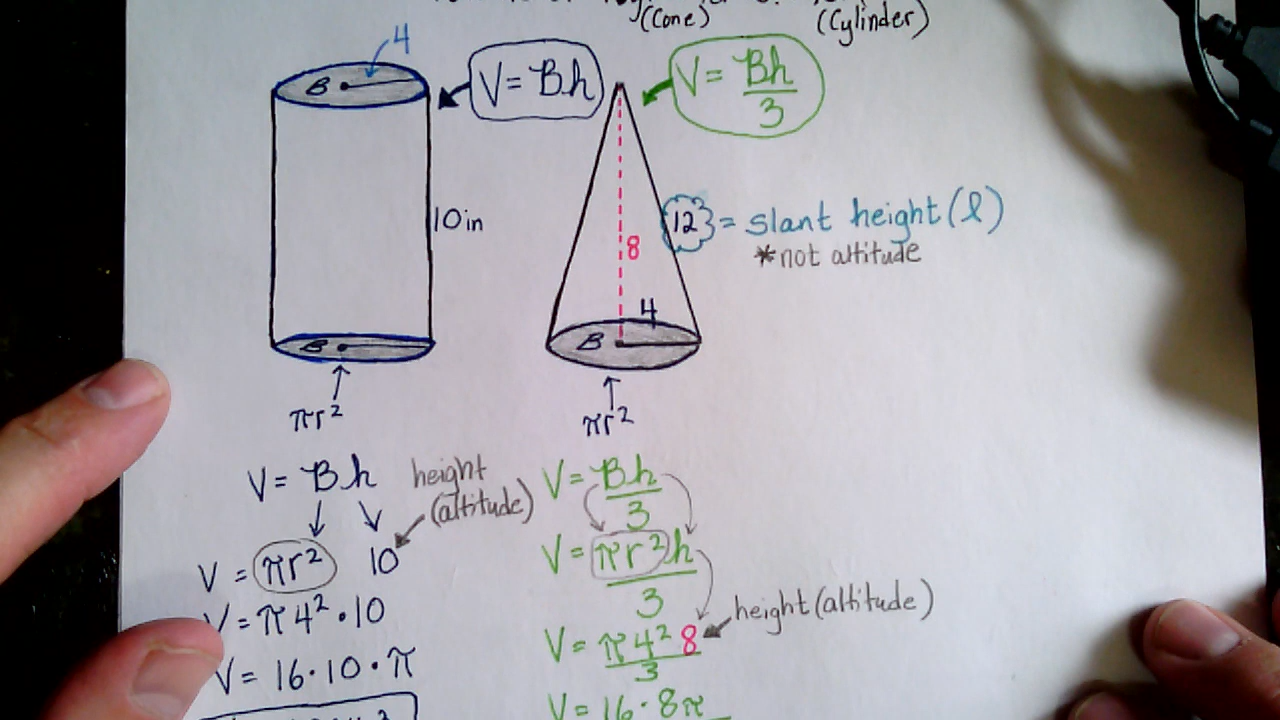 (Cone)
(Cylinder)
4
B
V = Bh
V = Bh/3
10in
12 = slant height (l)
*not altitude
8
4
B
B
πr²
πr²
V = Bh
height
(altitude)
V = πr² 10
V = π4² • 10
V = 16 · 10 • π
V = Bh/3
V = πr²h/3
V = π4² 8/3
height (altitude)
V = 16 · 8π